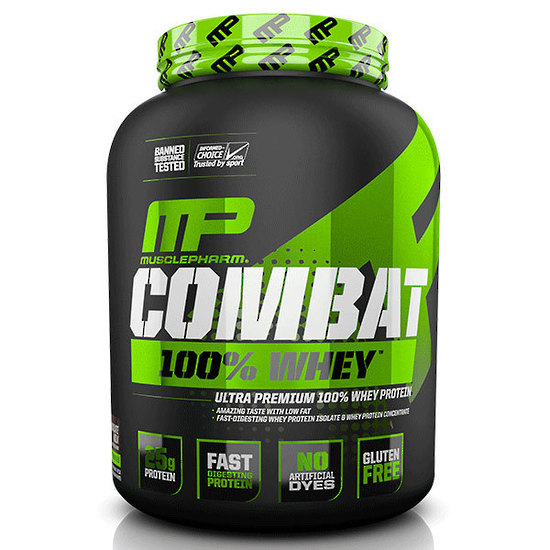 BANNED
SUBSTANCE
TESTED
INFORMED-
CHOICE
.ORG
Trusted by sport
MP
MUSCLEPHARM®
COMBAT
100% WHEY™
ULTRA PREMIUM 100% WHEY PROTEIN
• AMAZING TASTE WITH LOW FAT
• FAST-DIGESTING WHEY PROTEIN ISOLATE & WHEY PROTEIN CONCENTRATE
25g
PROTEIN
FAST
DIGESTING
PROTEIN
NO
ARTIFICIAL
DYES
GLUTEN
FREE